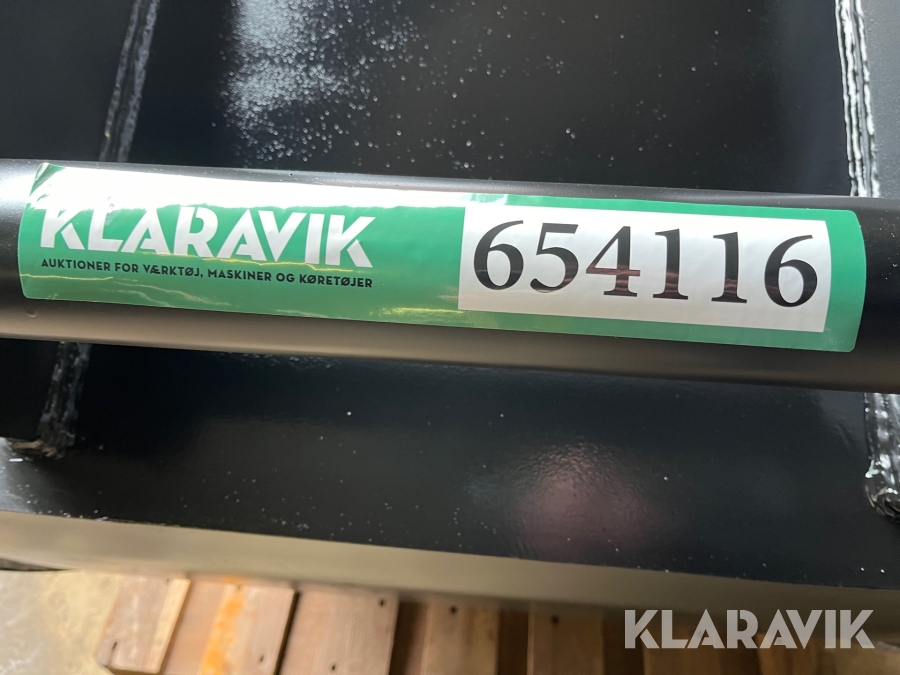 KLARAVIK
AUKTIONER FOR VÆRKTØJ, MASKINER OG KØRETØJER
654116
KLARAVIK